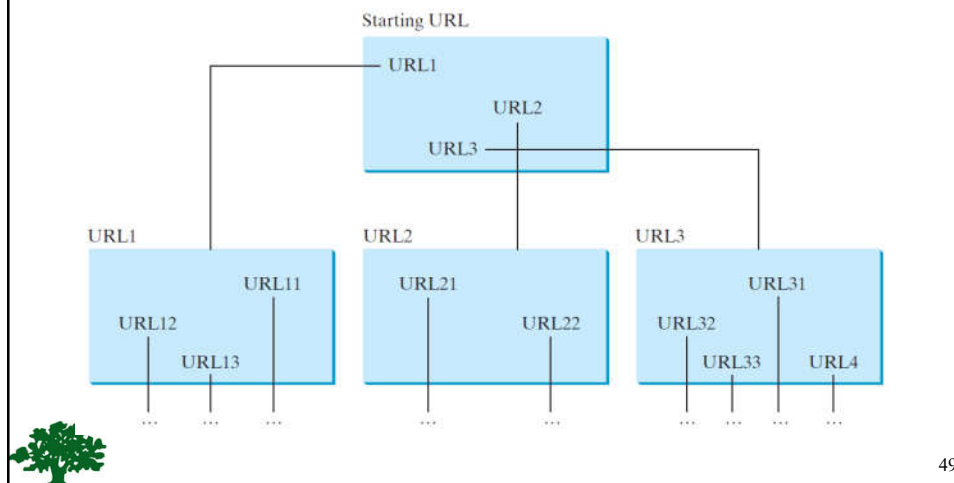 Starting URL
URL1
URL2
URL3
URL1
URL2
URL3
URL11
URL12
URL13
URL21
URL22
URL31
URL32
URL33
URL4
... ... ... ... ... ... ... ... ...
49